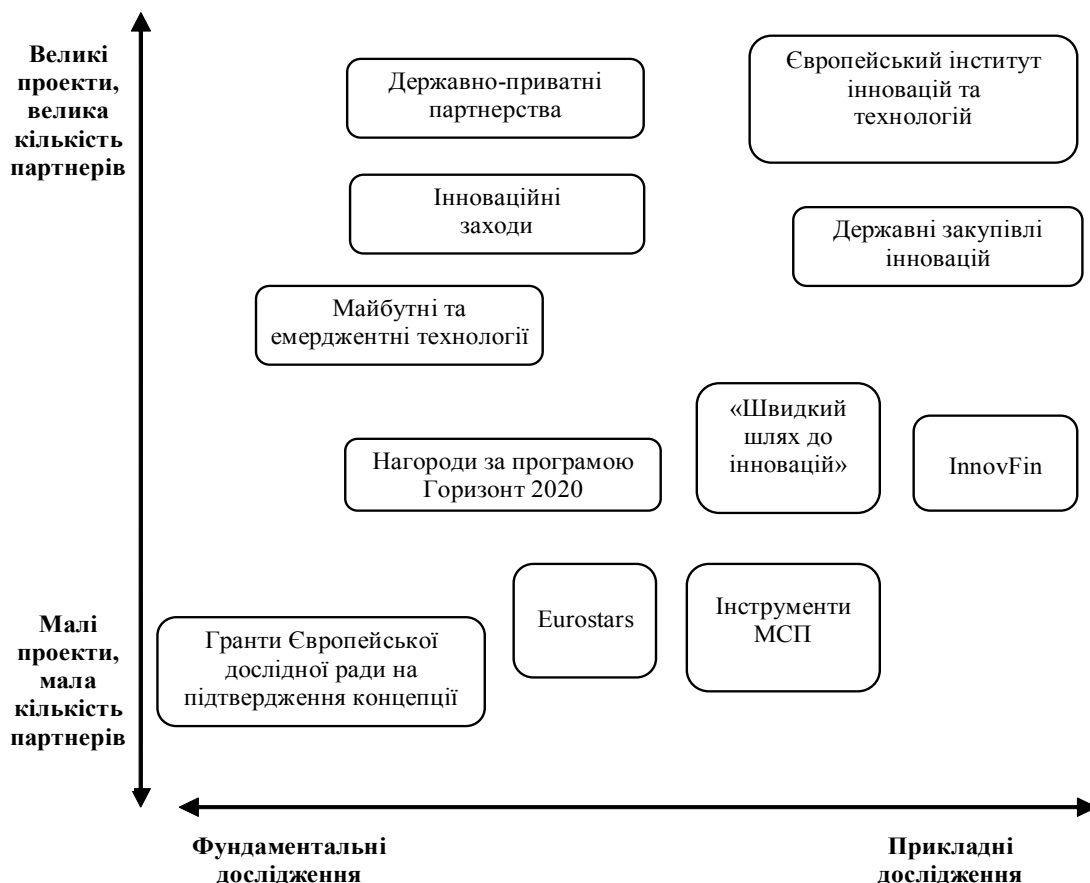 Великі
проекти,
велика
кількість
партнерів
Державно-приватні
партнерства
Європейський інститут
інновацій та
технологій
Інноваційні
заходи
Державні закупівлі
інновацій
Майбутні та
емерджентні технології
«Швидкий
шлях до
інновацій»
InnovFin
Нагороди за програмою
Горизонт 2020
Малі
проекти,
мала
кількість
партнерів
Гранти Європейської
дослідної ради на
підтвердження концепції
Eurostars
Інструменти
МСП
Фундаментальні
дослідження
Прикладні
дослідження